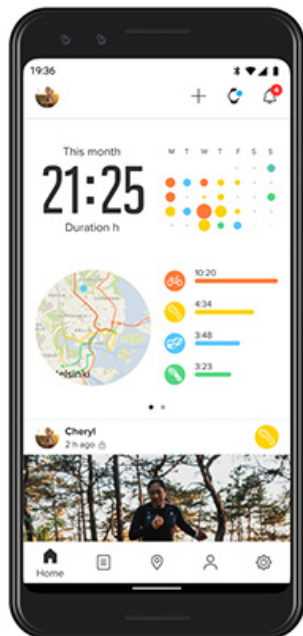 19:36
4
This month
21:25
Duration h
M T W T F S S
10:20
4:34
3:48
3:23
Helsinki
Cheryl
2 h ago
Home